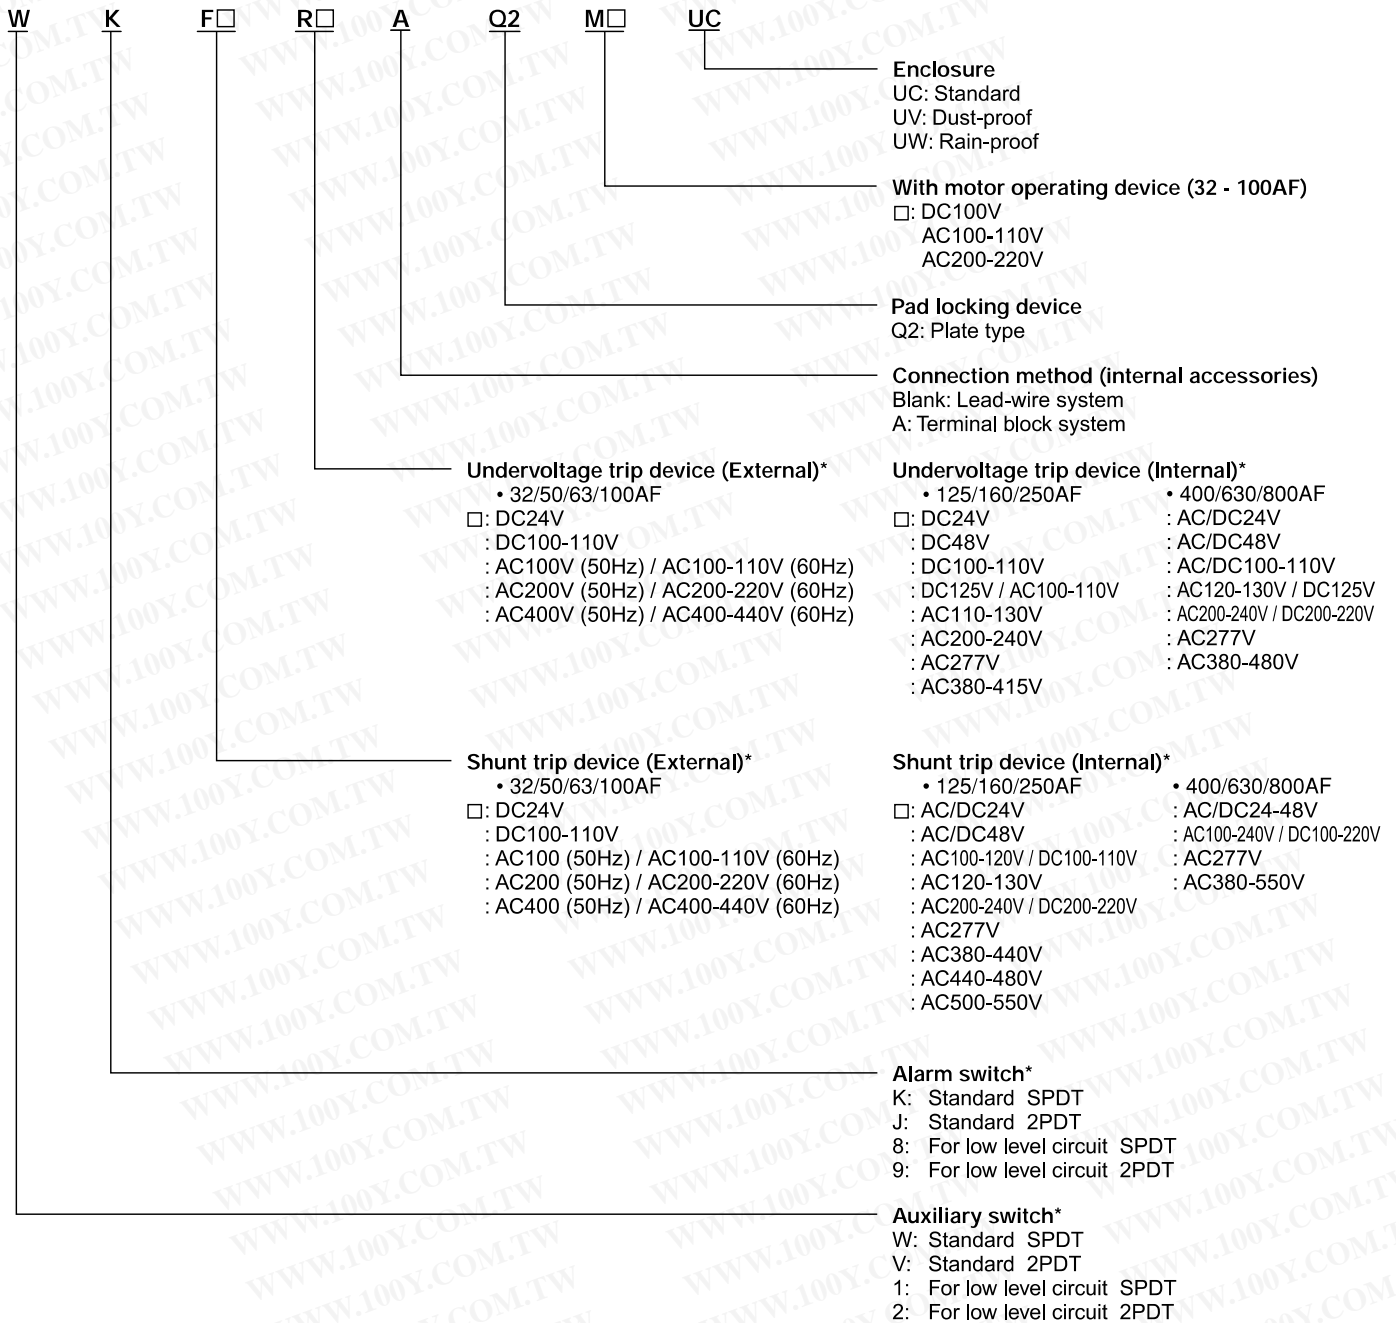 W K F□ R□ A Q2 M□ UC
Enclosure
UC: Standard
UV: Dust-proof
UW: Rain-proof
With motor operating device (32 - 100AF)
□: DC100V
AC100-110V
AC200-220V
Pad locking device
Q2: Plate type
Connection method (internal accessories)
Blank: Lead-wire system
A: Terminal block system
Undervoltage trip device (External)*
• 32/50/63/100AF
□: DC24V
: DC100-110V
: AC100V (50Hz) / AC100-110V (60Hz)
: AC200V (50Hz) / AC200-220V (60Hz)
: AC400V (50Hz) / AC400-440V (60Hz)
Undervoltage trip device (Internal)*
• 125/160/250AF
□: DC24V
: DC48V
: DC100-110V
: DC125V / AC100-110V
: AC110-130V
: AC200-240V
: AC277V
: AC380-415V
• 400/630/800AF
: AC/DC24V
: AC/DC48V
: AC/DC100-110V
: AC120-130V / DC125V
: AC200-240V / DC200-220V
: AC277V
: AC380-480V
Shunt trip device (External)*
• 32/50/63/100AF
□: DC24V
: DC100-110V
: AC100 (50Hz) / AC100-110V (60Hz)
: AC200 (50Hz) / AC200-220V (60Hz)
: AC400 (50Hz) / AC400-440V (60Hz)
Shunt trip device (Internal)*
• 125/160/250AF
□: AC/DC24V
: AC/DC48V
: AC100-120V / DC100-110V
: AC120-130V
: AC200-240V / DC200-220V
: AC277V
: AC380-440V
: AC440-480V
: AC500-550V
• 400/630/800AF
: AC/DC24-48V
: AC100-240V / DC100-220V
: AC277V
: AC380-550V
Alarm switch*
K: Standard SPDT
J: Standard 2PDT
8: For low level circuit SPDT
9: For low level circuit 2PDT
Auxiliary switch*
W: Standard SPDT
V: Standard 2PDT
1: For low level circuit SPDT
2: For low level circuit 2PDT
WWW.100Y.COM.TW